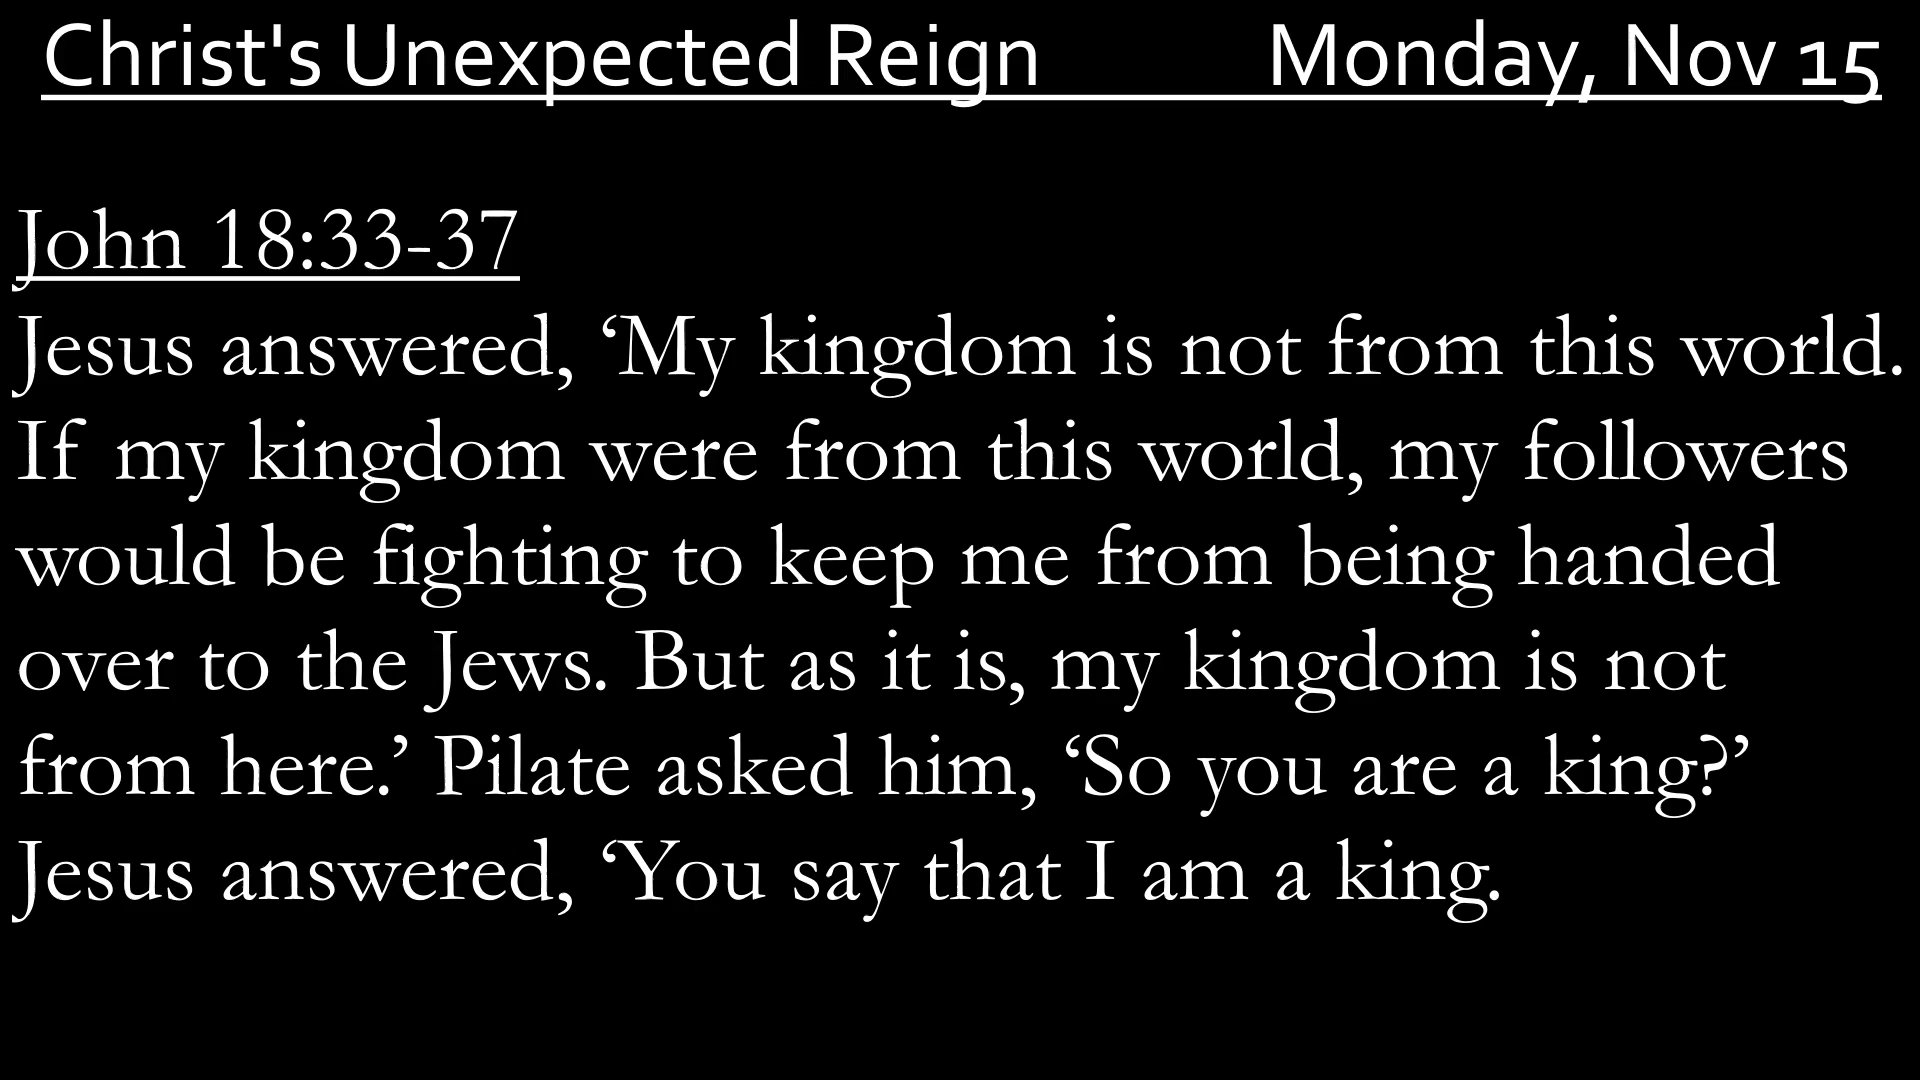 Christ's Unexpected Reign Monday, Nov 15
John 18:33-37
Jesus answered, ‘My kingdom is not from this world.
If my kingdom were from this world, my followers
would be fighting to keep me from being handed
over to the Jews. But as it is, my kingdom is not
from here.’ Pilate asked him, ‘So you are a king?’
Jesus answered, ‘You say that I am a king.